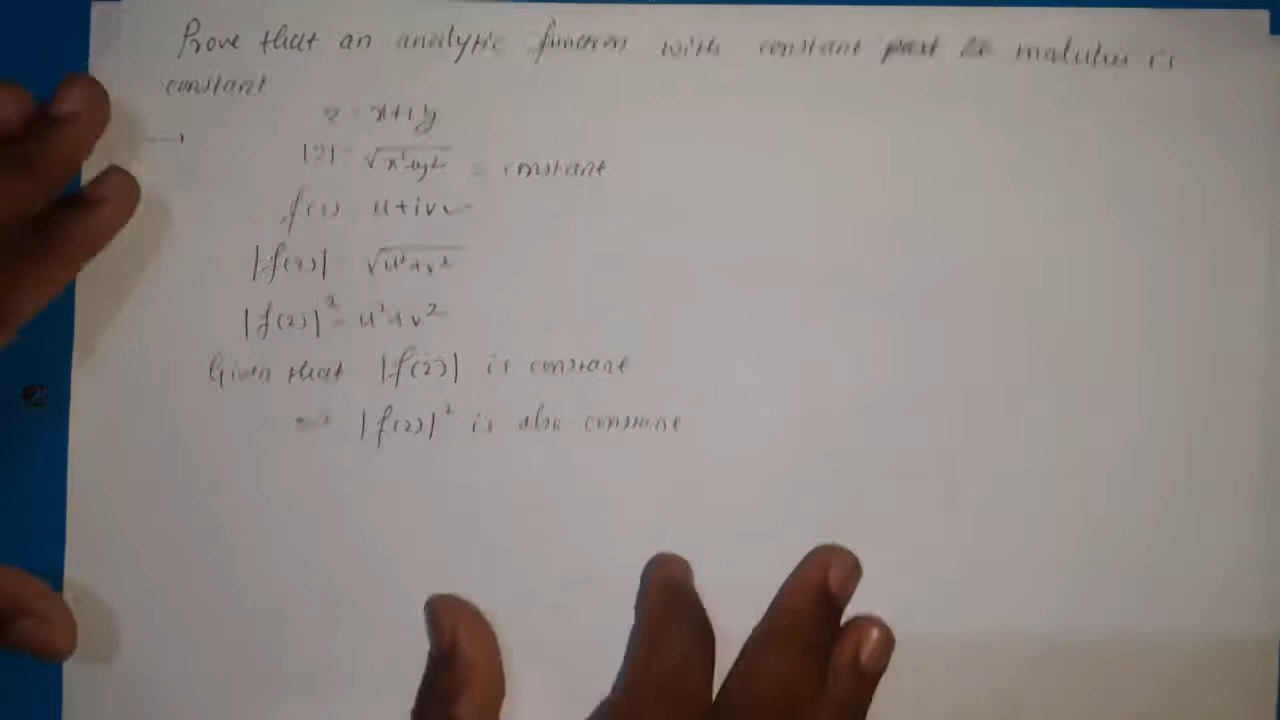 Prove that an analytic function with constant part is modulus is
constant
→ z = x+iy
|z| = √x²+y² = constant
f(z) = u+iv
|f(z)| = √u²+v²
|f(z)|² = u²+v²
Given that |f(z)| is constant
=> |f(z)|² is also constant